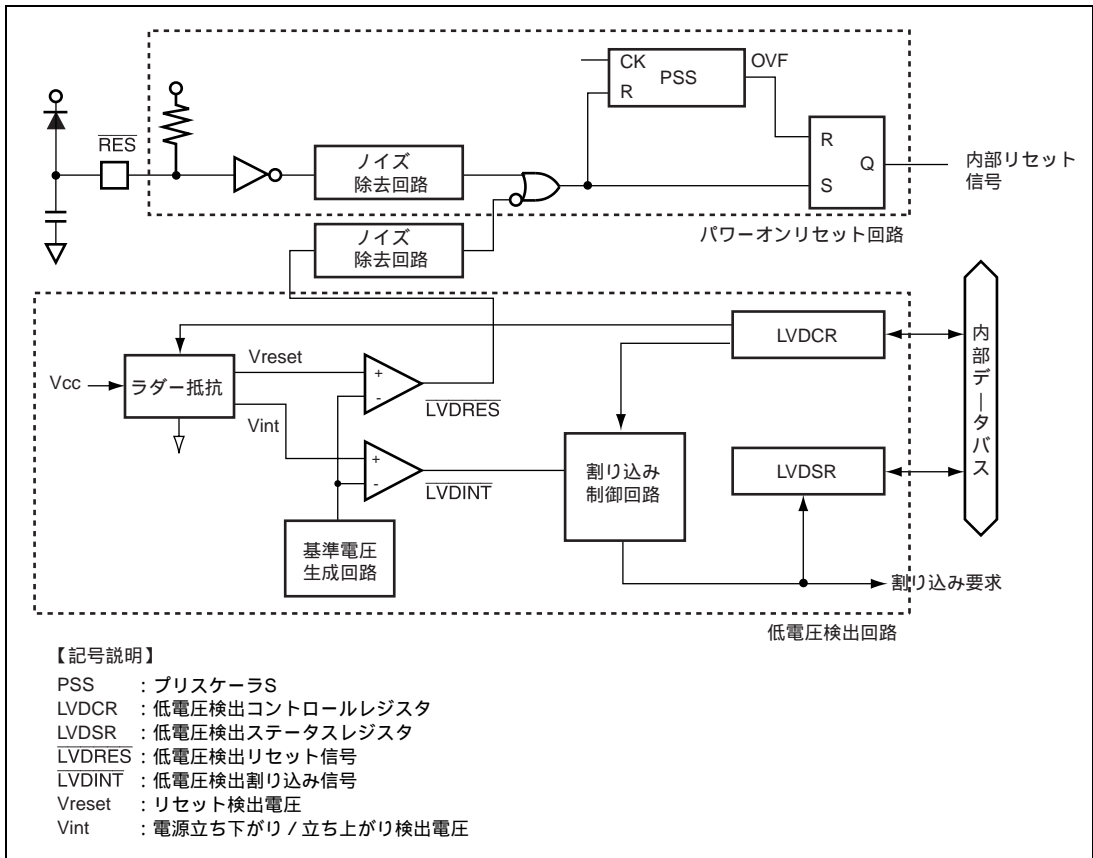 CK
R
PSS
OVF
RES
ノイズ
除去回路
R
S
Q
内部リセット
信号
ノイズ
除去回路
パワーオンリセット回路
Vcc
ラダー抵抗
Vreset
Vint
+
-
LVDRES
+
-
LVDINT
基準電圧
生成回路
割り込み
制御回路
LVDCR
LVDSR
内部データバス
割り込み要求
低電圧検出回路
【記号説明】
PSS : プリスケーラS
LVDCR : 低電圧検出コントロールレジスタ
LVDSR : 低電圧検出ステータスレジスタ
LVDRES : 低電圧検出リセット信号
LVDINT : 低電圧検出割り込み信号
Vreset : リセット検出電圧
Vint : 電源立ち下がり / 立ち上がり検出電圧